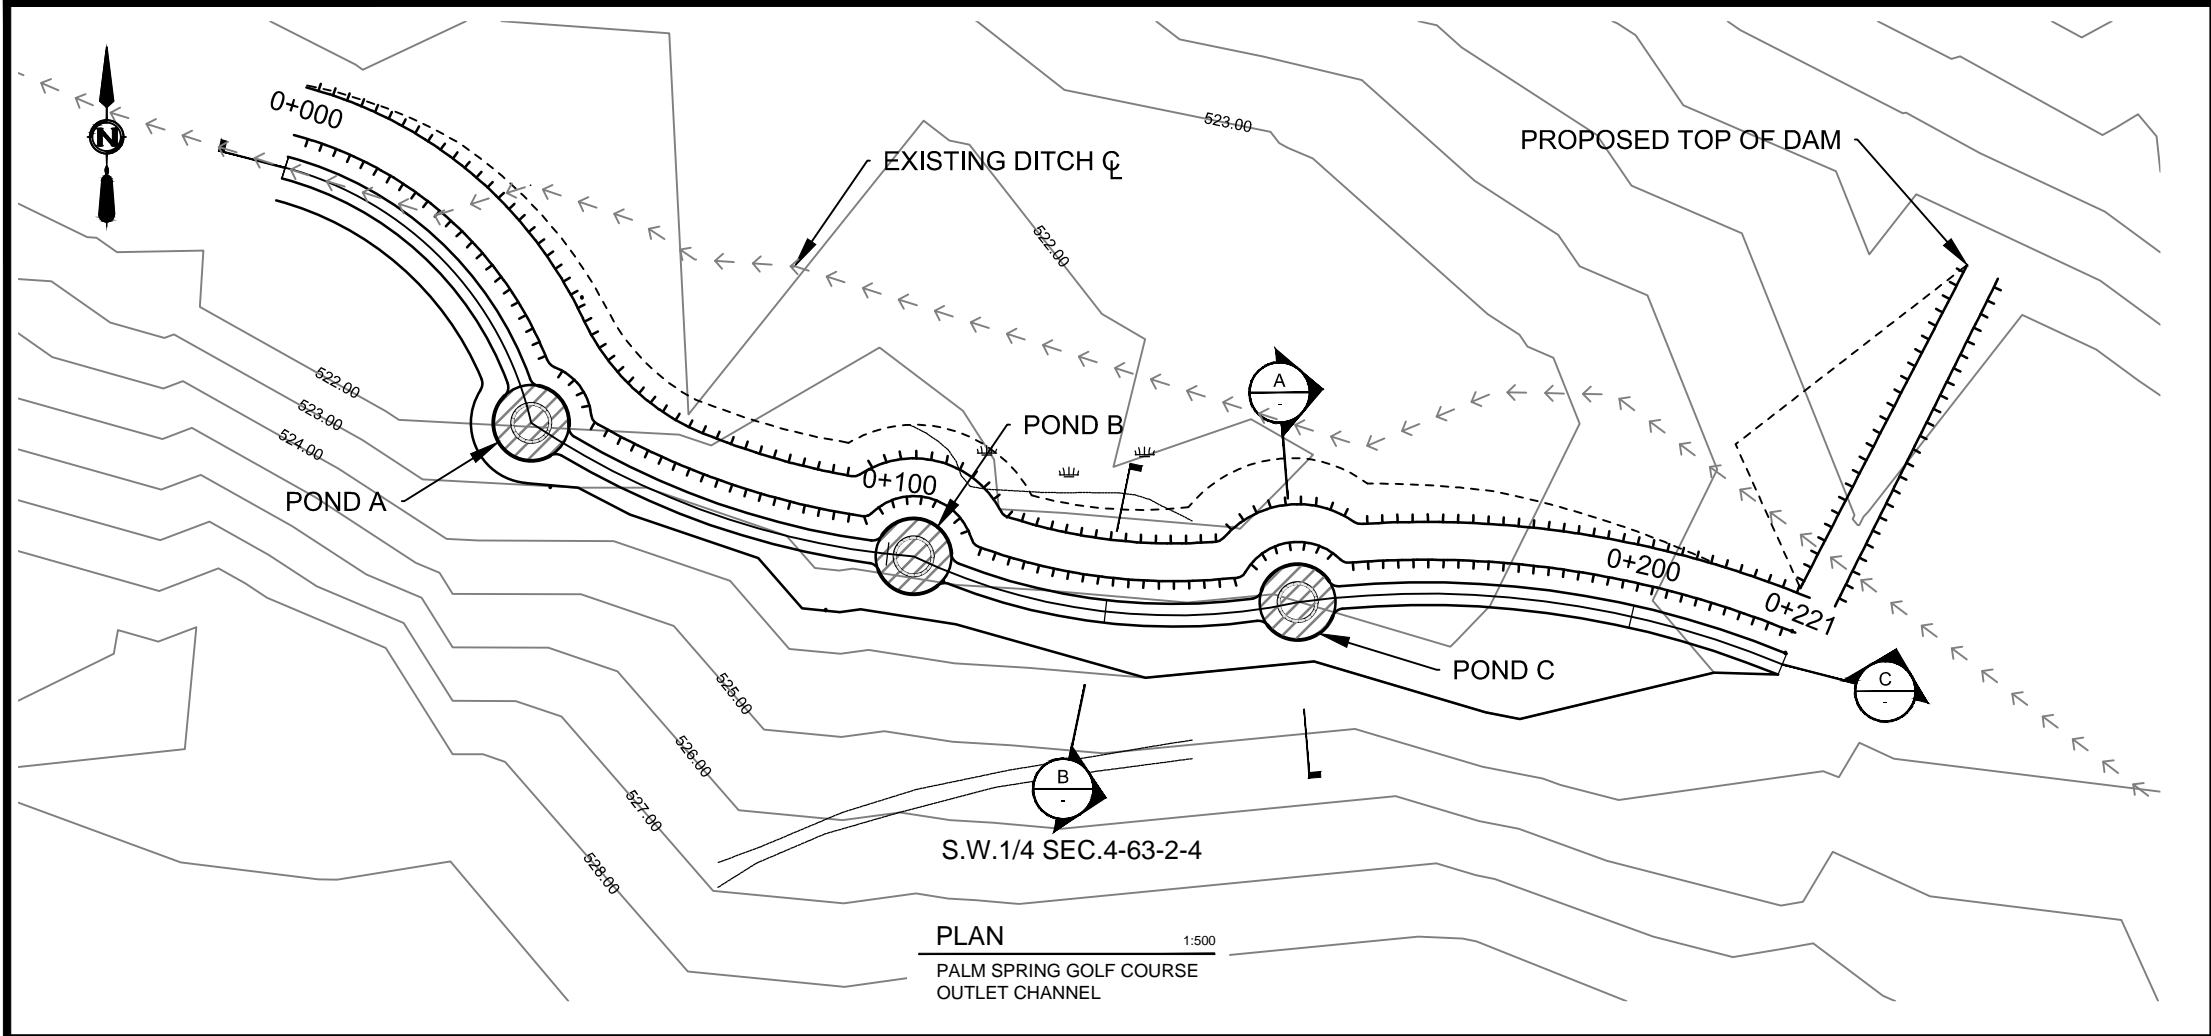 N
0+000
523.00
PROPOSED TOP OF DAM
EXISTING DITCH ℄
522.00
522.00
523.00
524.00
A
-
POND B
0+100
POND A
0+200
0+221
POND C
C
-
525.00
526.00
B
-
527.00
S.W.1/4 SEC.4-63-2-4
528.00
PLAN 1:500
PALM SPRING GOLF COURSE
OUTLET CHANNEL